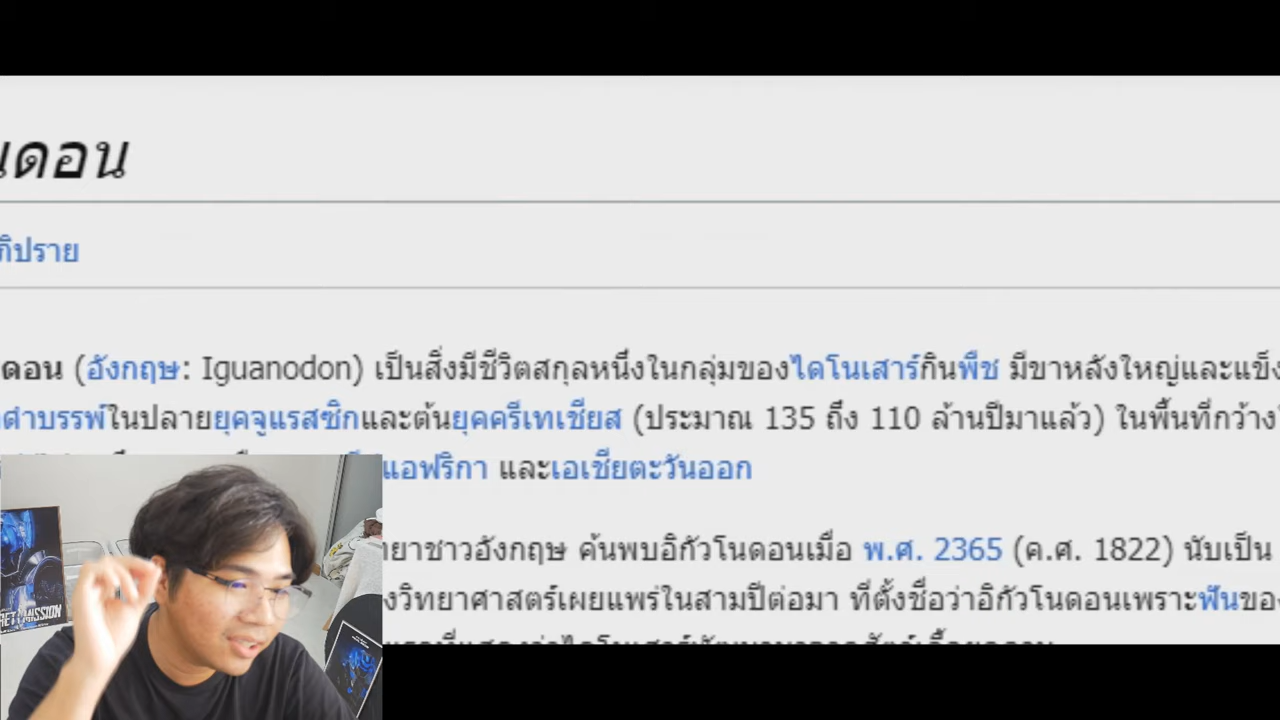 นดอน
ภิปราย
ดอน (อังกฤษ: Iguanodon) เป็นสิ่งมีชีวิตสกุลหนึ่งในกลุ่มของไดโนเสาร์กินพืช มีขาหลังใหญ่และแข็ง
ดำบรรพ์ในปลายยุคจูแรสซิกและต้นยุคครีเทเชียส (ประมาณ 135 ถึง 110 ล้านปีมาแล้ว) ในพื้นที่กว้าง
แอฟริกา และเอเชียตะวันออก
ยาชาวอังกฤษ ค้นพบอิกัวโนดอนเมื่อ พ.ศ. 2365 (ค.ศ. 1822) นับเป็น
งวิทยาศาสตร์เผยแพร่ในสามปีต่อมา ที่ตั้งชื่อว่าอิกัวโนดอนเพราะฟันของ
MISSION